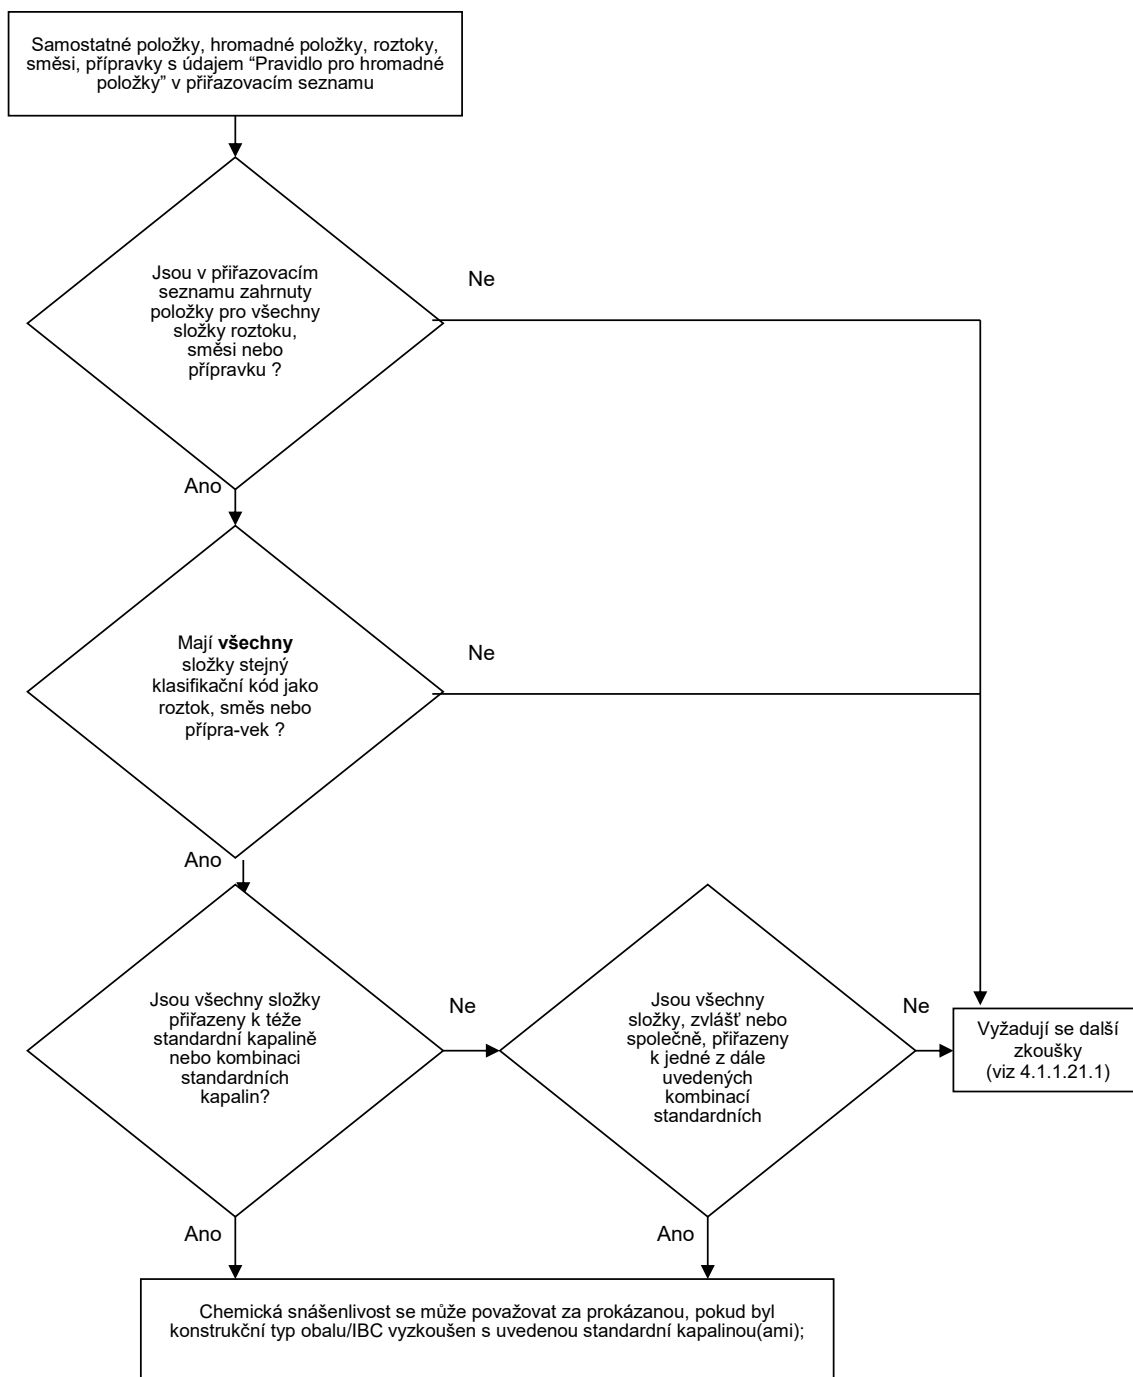 Samostatné položky, hromadné položky, roztoky,
směsi, přípravky s údajem “Pravidlo pro hromadné
položky” v přiřazovacím seznamu
Jsou v přiřazovacím
seznamu zahrnuty
položky pro všechny
složky roztoku,
směsi nebo
přípravku ?
Ne
Ano
Mají všechny
složky stejný
klasifikační kód jako
roztok, směs nebo
přípra-vek ?
Ne
Ano
Jsou všechny složky
přiřazeny k téže
standardní kapalině
nebo kombinaci
standardních
kapalin?
Ne
Jsou všechny
složky, zvlášť nebo
společně, přiřazeny
k jedné z dále
uvedených
kombinací
standardních
Ne
Vyžadují se další
zkoušky
(viz 4.1.1.21.1)
Ano
Ano
Chemická snášenlivost se může považovat za prokázanou, pokud byl
konstrukční typ obalu/IBC vyzkoušen s uvedenou standardní kapalinou(ami);